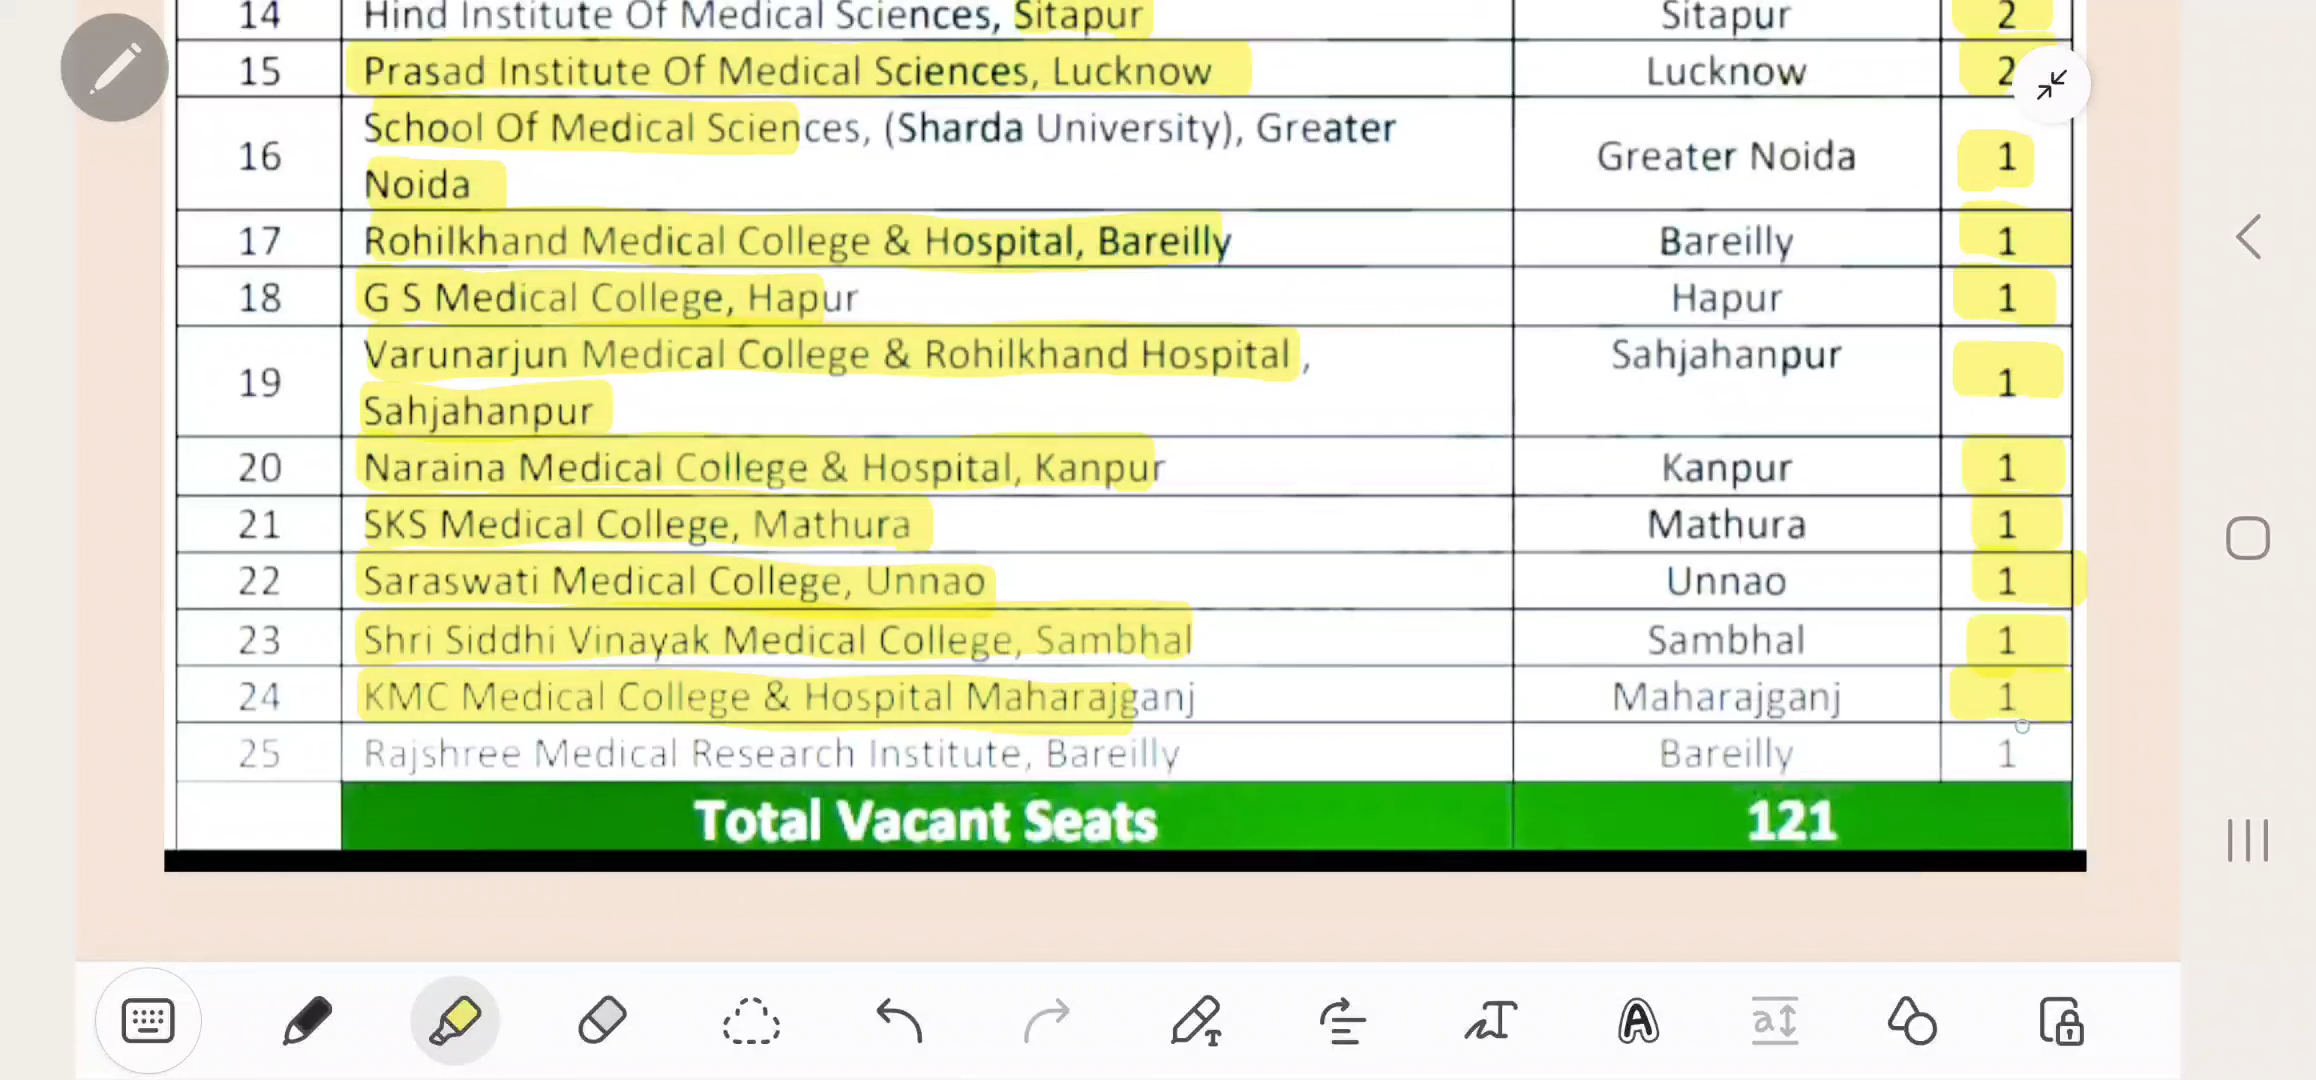 14 Hind Institute Of Medical Sciences, Sitapur Sitapur 2
15 Prasad Institute Of Medical Sciences, Lucknow Lucknow 2
16 School Of Medical Sciences, (Sharda University), Greater
Noida Greater Noida 1
17 Rohilkhand Medical College & Hospital, Bareilly Bareilly 1
18 G S Medical College, Hapur Hapur 1
19 Varunarjun Medical College & Rohilkhand Hospital ,
Sahjahanpur Sahjahanpur 1
20 Naraina Medical College & Hospital, Kanpur Kanpur 1
21 SKS Medical College, Mathura Mathura 1
22 Saraswati Medical College, Unnao Unnao 1
23 Shri Siddhi Vinayak Medical College, Sambhal Sambhal 1
24 KMC Medical College & Hospital Maharajganj Maharajganj 1
25 Rajshree Medical Research Institute, Bareilly Bareilly 1
Total Vacant Seats 121